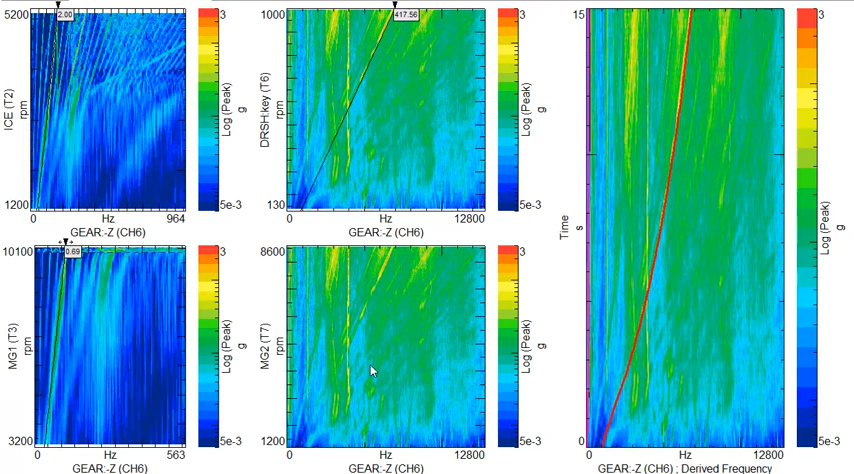 5200
2.00
3
ICE (T2)
rpm
Log (Peak)
g
1200
5e-3
0
Hz
964
GEAR:-Z (CH6)
1000
417.56
3
DRSH:key (T6)
rpm
Log (Peak)
g
130
5e-3
0
Hz
12800
GEAR:-Z (CH6)
10100
0.69
3
MG1 (T3)
rpm
Log (Peak)
g
3200
5e-3
0
Hz
563
GEAR:-Z (CH6)
8600
3
MG2 (T7)
rpm
Log (Peak)
g
1200
5e-3
0
Hz
12800
GEAR:-Z (CH6)
15
3
Time
s
Log (Peak)
g
0
5e-3
0
Hz
12800
GEAR:-Z (CH6) ; Derived Frequency